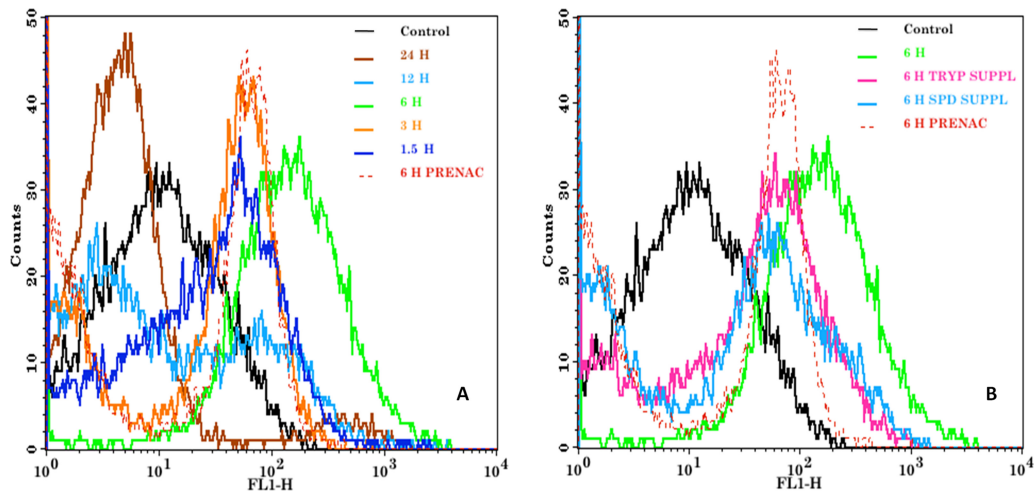 50
40
30
20
10
0
Counts
10^0
10^1
10^2
10^3
10^4
FL1-H
Control
24 H
12 H
6 H
3 H
1.5 H
6 H PRENAC
A
50
40
30
20
10
0
Counts
10^0
10^1
10^2
10^3
10^4
FL1-H
Control
6 H
6 H TRYP SUPPL
6 H SPD SUPPL
6 H PRENAC
B